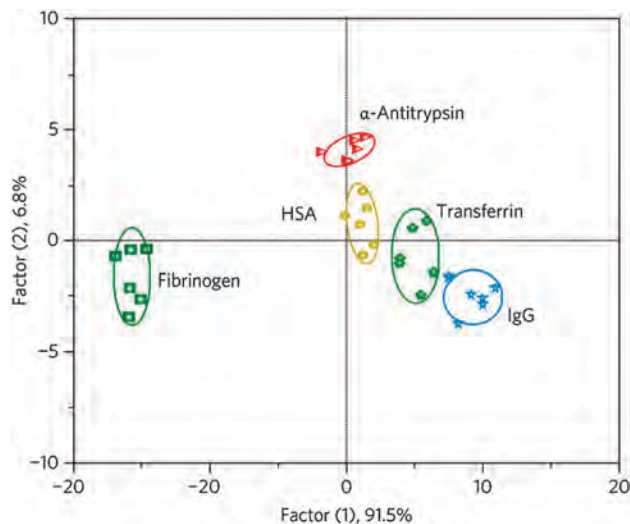 10
5
0
−5
−10
Factor (2), 6.8%
α-Antitrypsin
HSA
Transferrin
Fibrinogen
IgG
−20
−20
0
10
20
Factor (1), 91.5%